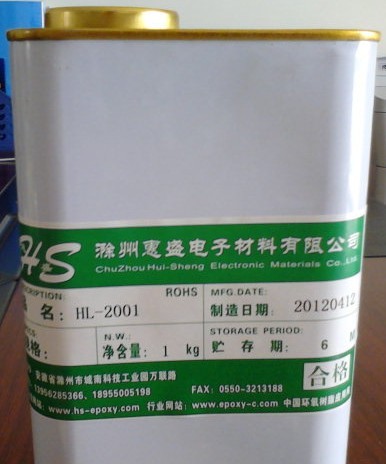 H+S 滁州惠盛电子材料有限公司
ChuZhou Hui-Sheng Electronic Materials Co.,Ltd.
ROHS MFG.DATE:
名: HL-2001 制造日期: 20120412
N.W.: STORAGE PERIOD:
净含量: 1 kg 贮存期: 6 M
安徽省滁州市城南科技工业园万联路 合格
13956285366、18955005198 FAX: 0550-3213188
www.hs-epoxy.com 行业网站: www.epoxy-c.com 中国环氧树脂应用网